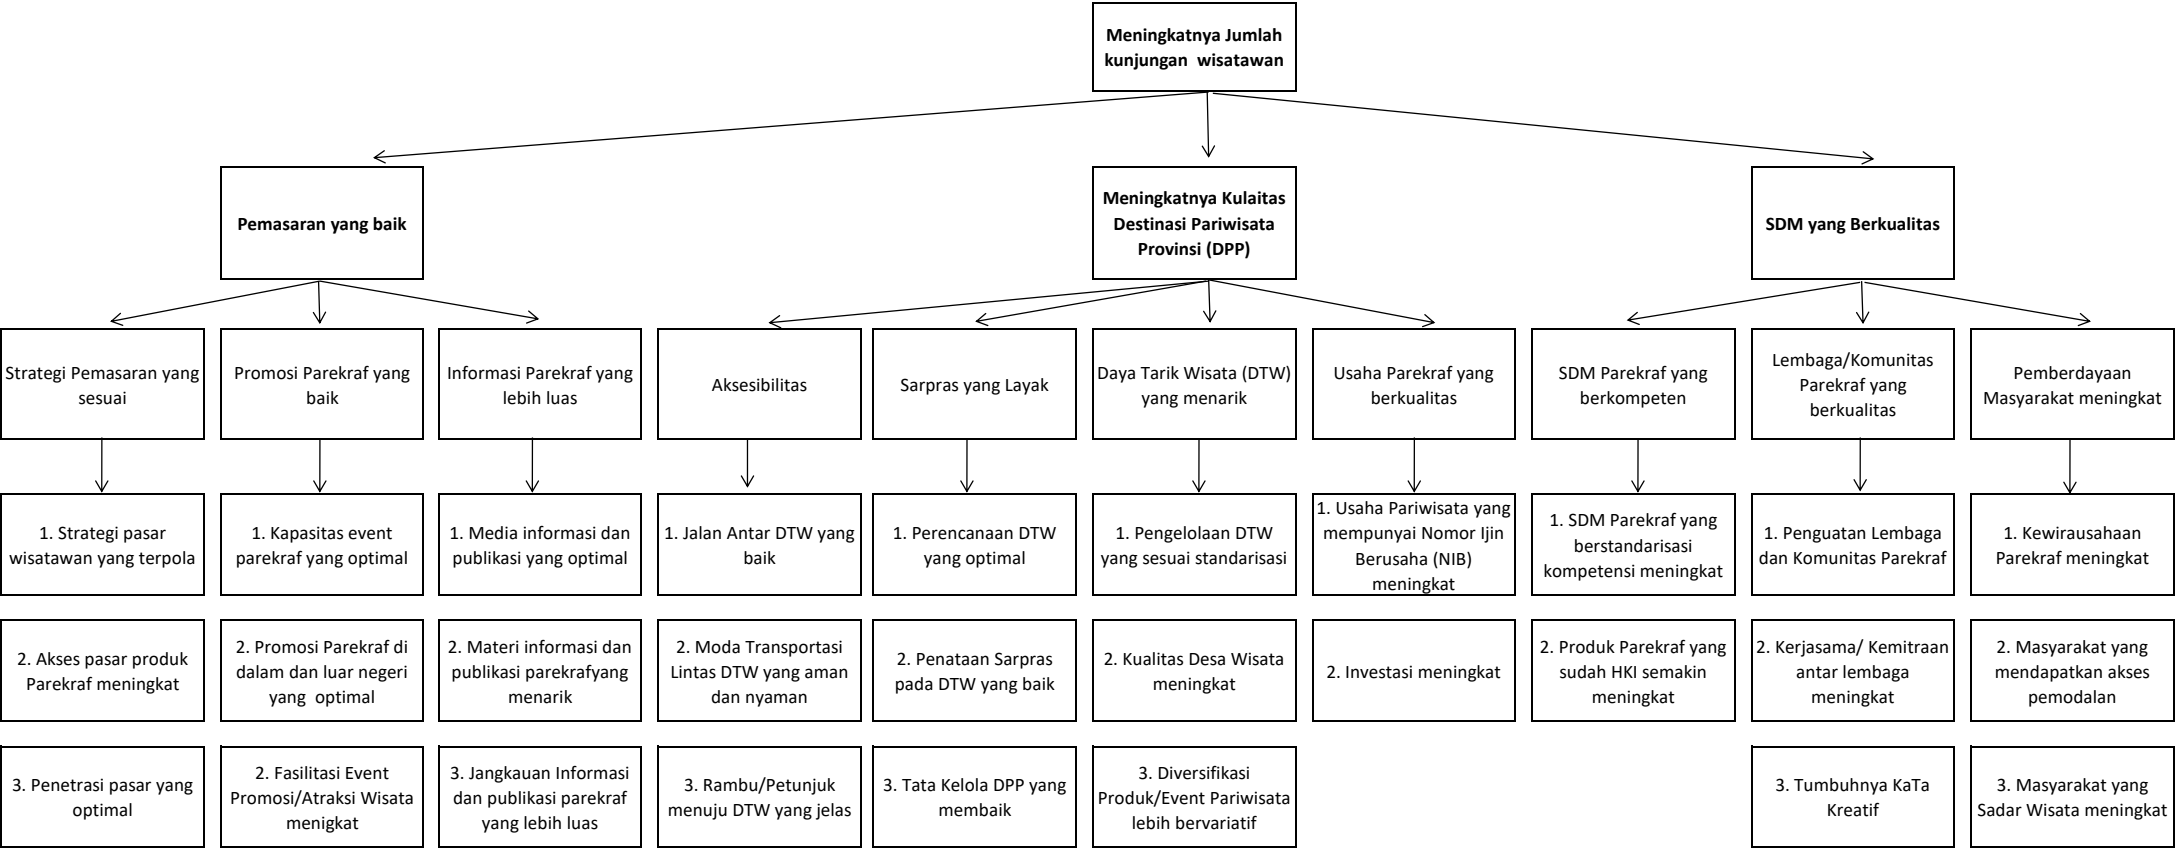 Meningkatnya Jumlah
kunjungan wisatawan
Pemasaran yang baik
Meningkatnya Kulaitas
Destinasi Pariwisata
Provinsi (DPP)
SDM yang Berkualitas
Strategi Pemasaran yang
sesuai
Promosi Parekraf yang
baik
Informasi Parekraf yang
lebih luas
Aksesibilitas
Sarpras yang Layak
Daya Tarik Wisata (DTW)
yang menarik
Usaha Parekraf yang
berkualitas
SDM Parekraf yang
berkompeten
Lembaga/Komunitas
Parekraf yang
berkualitas
Pemberdayaan
Masyarakat meningkat
1. Strategi pasar
wisatawan yang terpola
1. Kapasitas event
parekraf yang optimal
1. Media informasi dan
publikasi yang optimal
1. Jalan Antar DTW yang
baik
1. Perencanaan DTW
yang optimal
1. Pengelolaan DTW
yang sesuai standarisasi
1. Usaha Pariwisata yang
mempunyai Nomor Ijin
Berusaha (NIB)
meningkat
1. SDM Parekraf yang
berstandarisasi
kompetensi meningkat
1. Penguatan Lembaga
dan Komunitas Parekraf
1. Kewirausahaan
Parekraf meningkat
2. Akses pasar produk
Parekraf meningkat
2. Promosi Parekraf di
dalam dan luar negeri
yang optimal
2. Materi informasi dan
publikasi parekrafyang
menarik
2. Moda Transportasi
Lintas DTW yang aman
dan nyaman
2. Penataan Sarpras
pada DTW yang baik
2. Kualitas Desa Wisata
meningkat
2. Investasi meningkat
2. Produk Parekraf yang
sudah HKI semakin
meningkat
2. Kerjasama/ Kemitraan
antar lembaga
meningkat
2. Masyarakat yang
mendapatkan akses
pemodalan
3. Penetrasi pasar yang
optimal
2. Fasilitasi Event
Promosi/Atraksi Wisata
menigkat
3. Jangkauan Informasi
dan publikasi parekraf
yang lebih luas
3. Rambu/Petunjuk
menuju DTW yang jelas
3. Tata Kelola DPP yang
membaik
3. Diversifikasi
Produk/Event Pariwisata
lebih bervariatif
3. Tumbuhnya KaTa
Kreatif
3. Masyarakat yang
Sadar Wisata meningkat